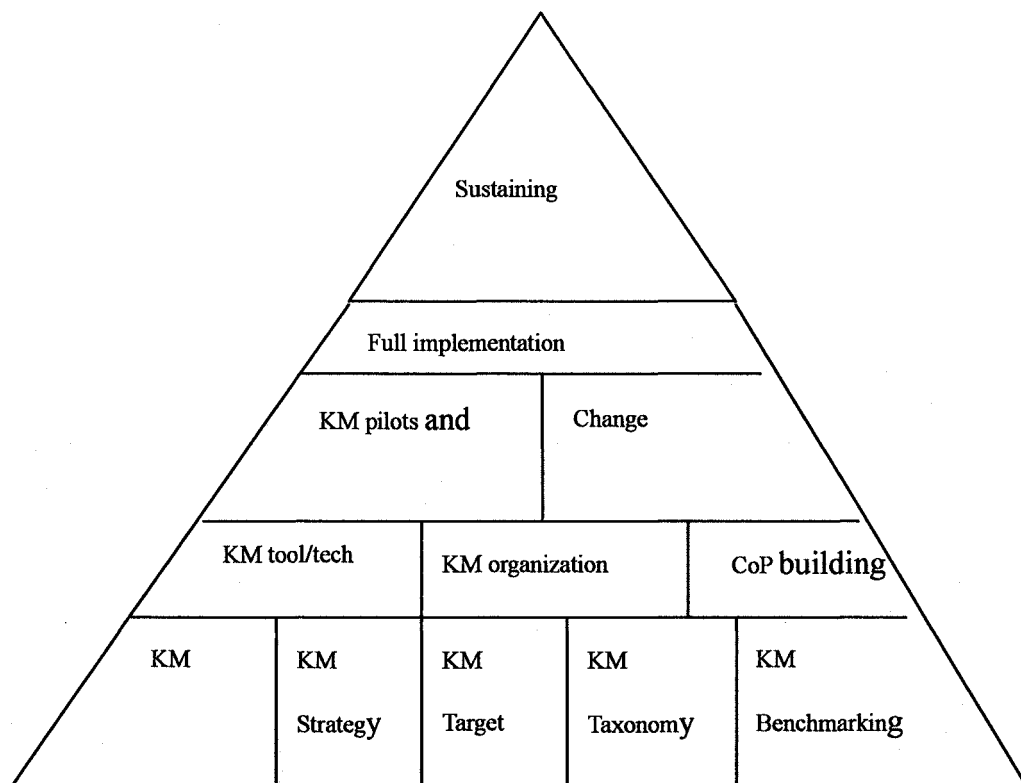 Sustaining
Full implementation
KM pilots and
Change
KM tool/tech
KM organization
CoP building
KM
KM
Strategy
KM
Target
KM
Taxonomy
KM
Benchmarking